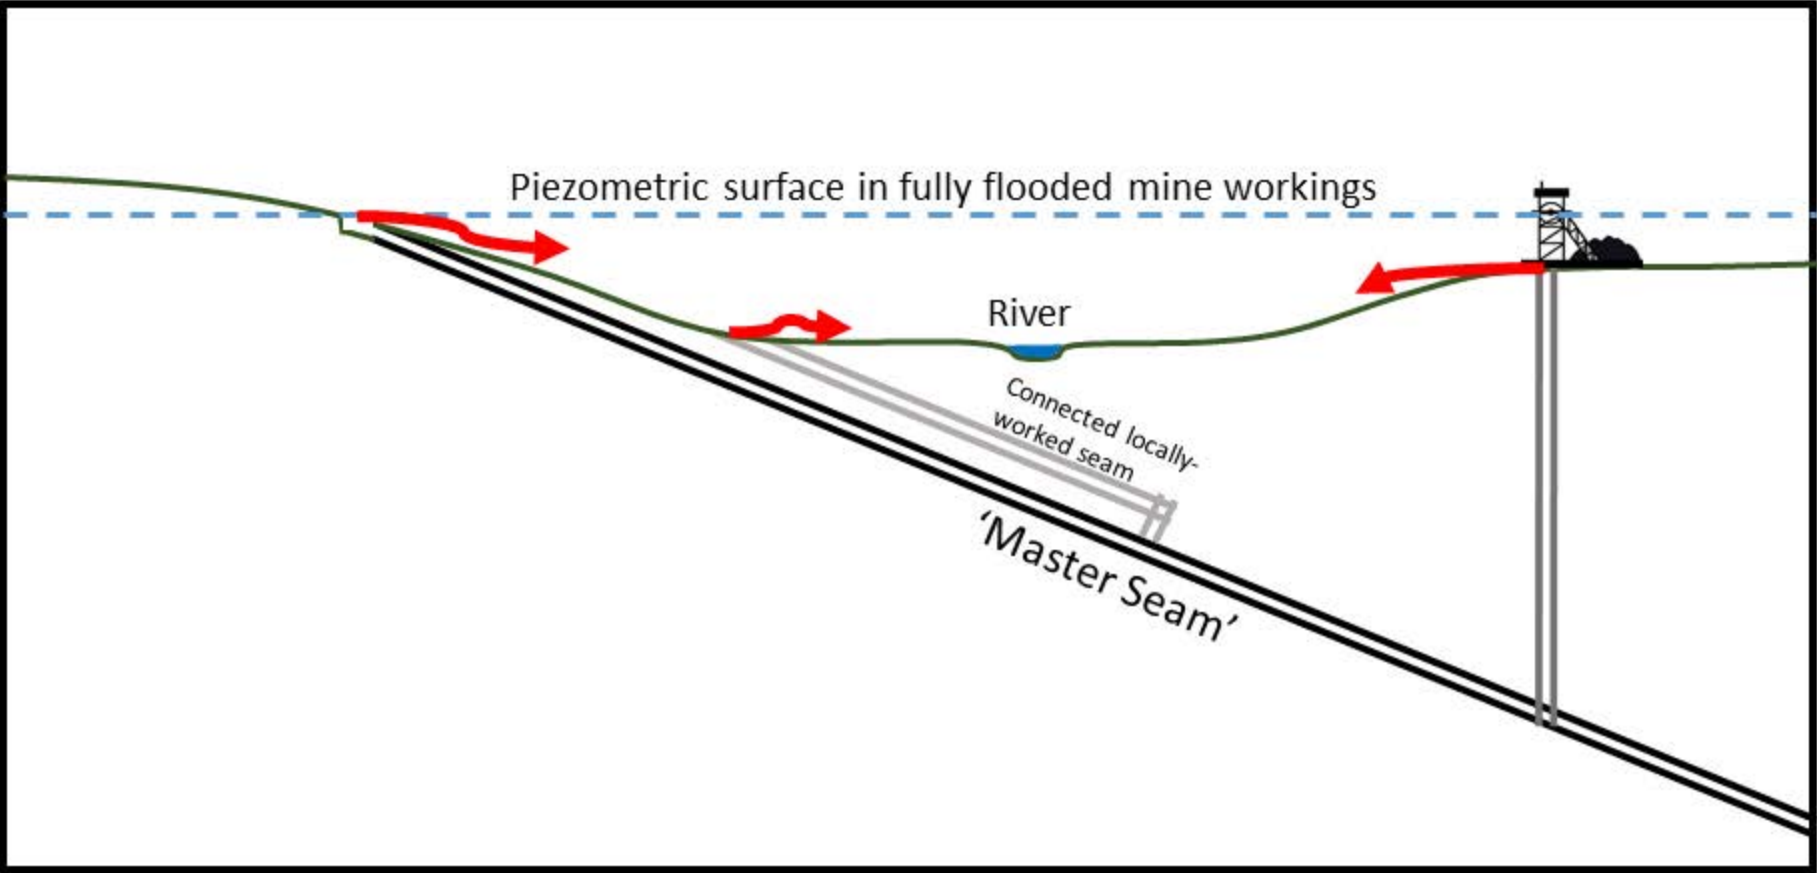 Piezometric surface in fully flooded mine workings
River
Connected locally-
worked seam
‘Master Seam’